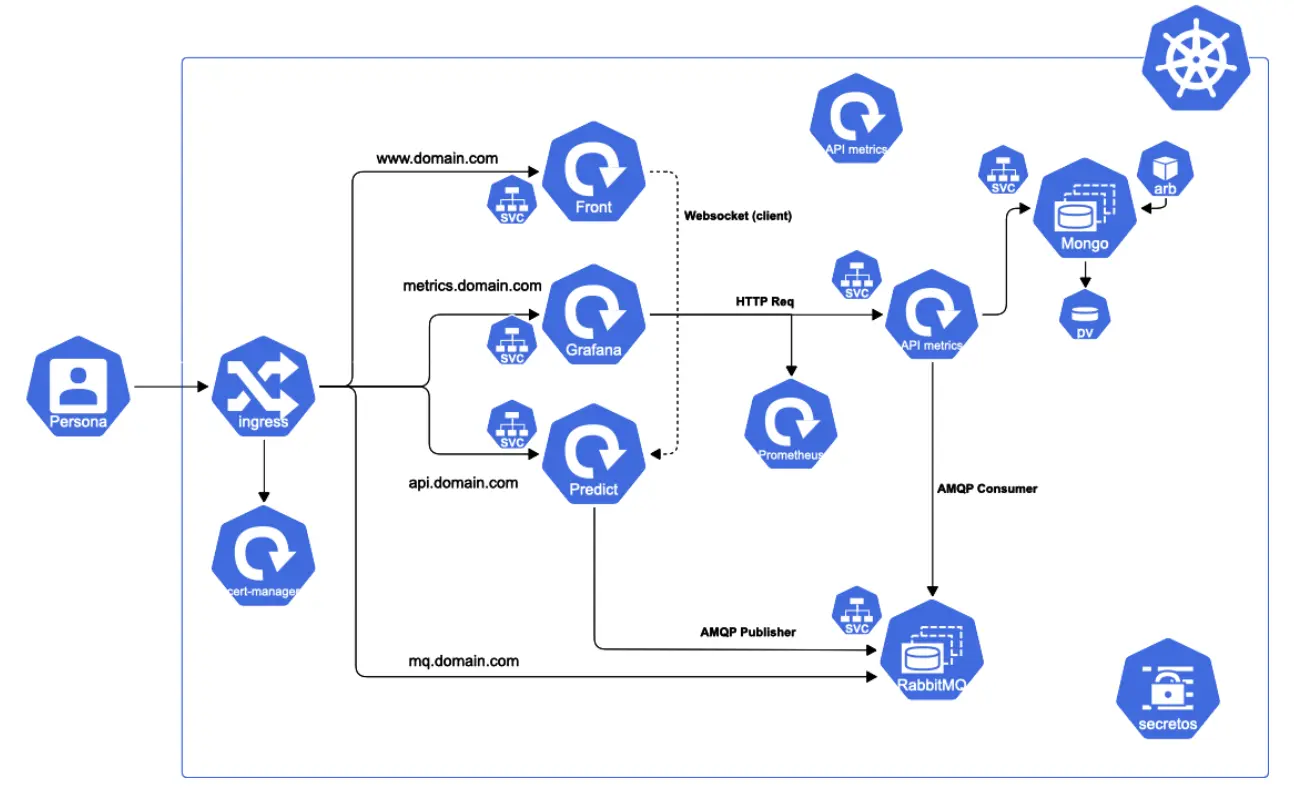 API metrics
www.domain.com
SVC
arb
SVC
Front
Websocket (client)
Mongo
metrics.domain.com
SVC
HTTP Req
SVC
pv
Grafana
API metrics
SVC
Persona
ingress
SVC
Prometheus
api.domain.com
Predict
AMQP Consumer
cert-manager
SVC
AMQP Publisher
mq.domain.com
RabbitMQ
secretos